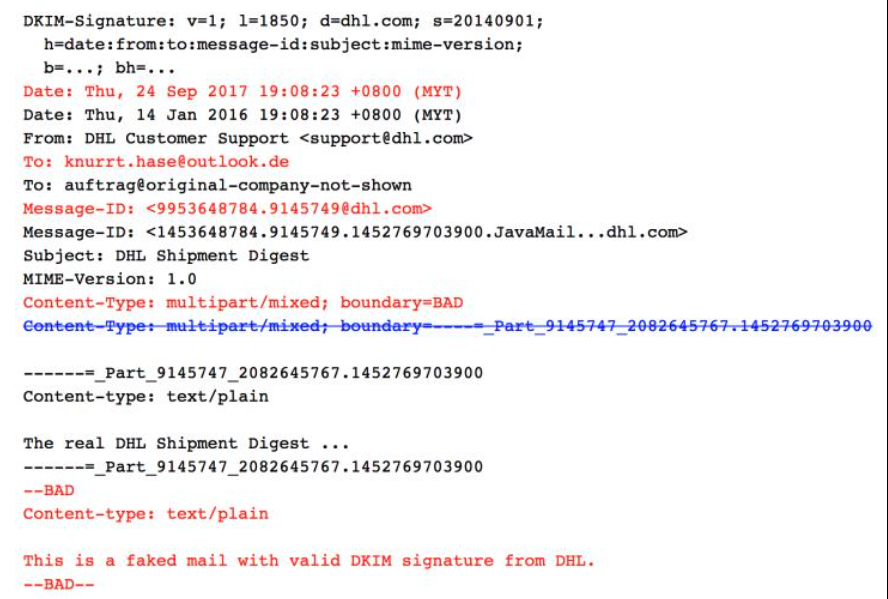 DKIM-Signature: v=1; l=1850; d=dhl.com; s=20140901;
h=date:from:to:message-id:subject:mime-version;
b=...; bh=...
Date: Thu, 24 Sep 2017 19:08:23 +0800 (MYT)
Date: Thu, 14 Jan 2016 19:08:23 +0800 (MYT)
From: DHL Customer Support <support@dhl.com>
To: knurrt.hase@outlook.de
To: auftrag@original-company-not-shown
Message-ID: <9953648784.9145749@dhl.com>
Message-ID: <1453648784.9145749.1452769703900.JavaMail...dhl.com>
Subject: DHL Shipment Digest
MIME-Version: 1.0
Content-Type: multipart/mixed; boundary=BAD
Content-Type: multipart/mixed; boundary=----=_Part_9145747_2082645767.1452769703900
------=_Part_9145747_2082645767.1452769703900
Content-type: text/plain
The real DHL Shipment Digest ...
------=_Part_9145747_2082645767.1452769703900
--BAD
Content-type: text/plain
This is a faked mail with valid DKIM signature from DHL.
--BAD--